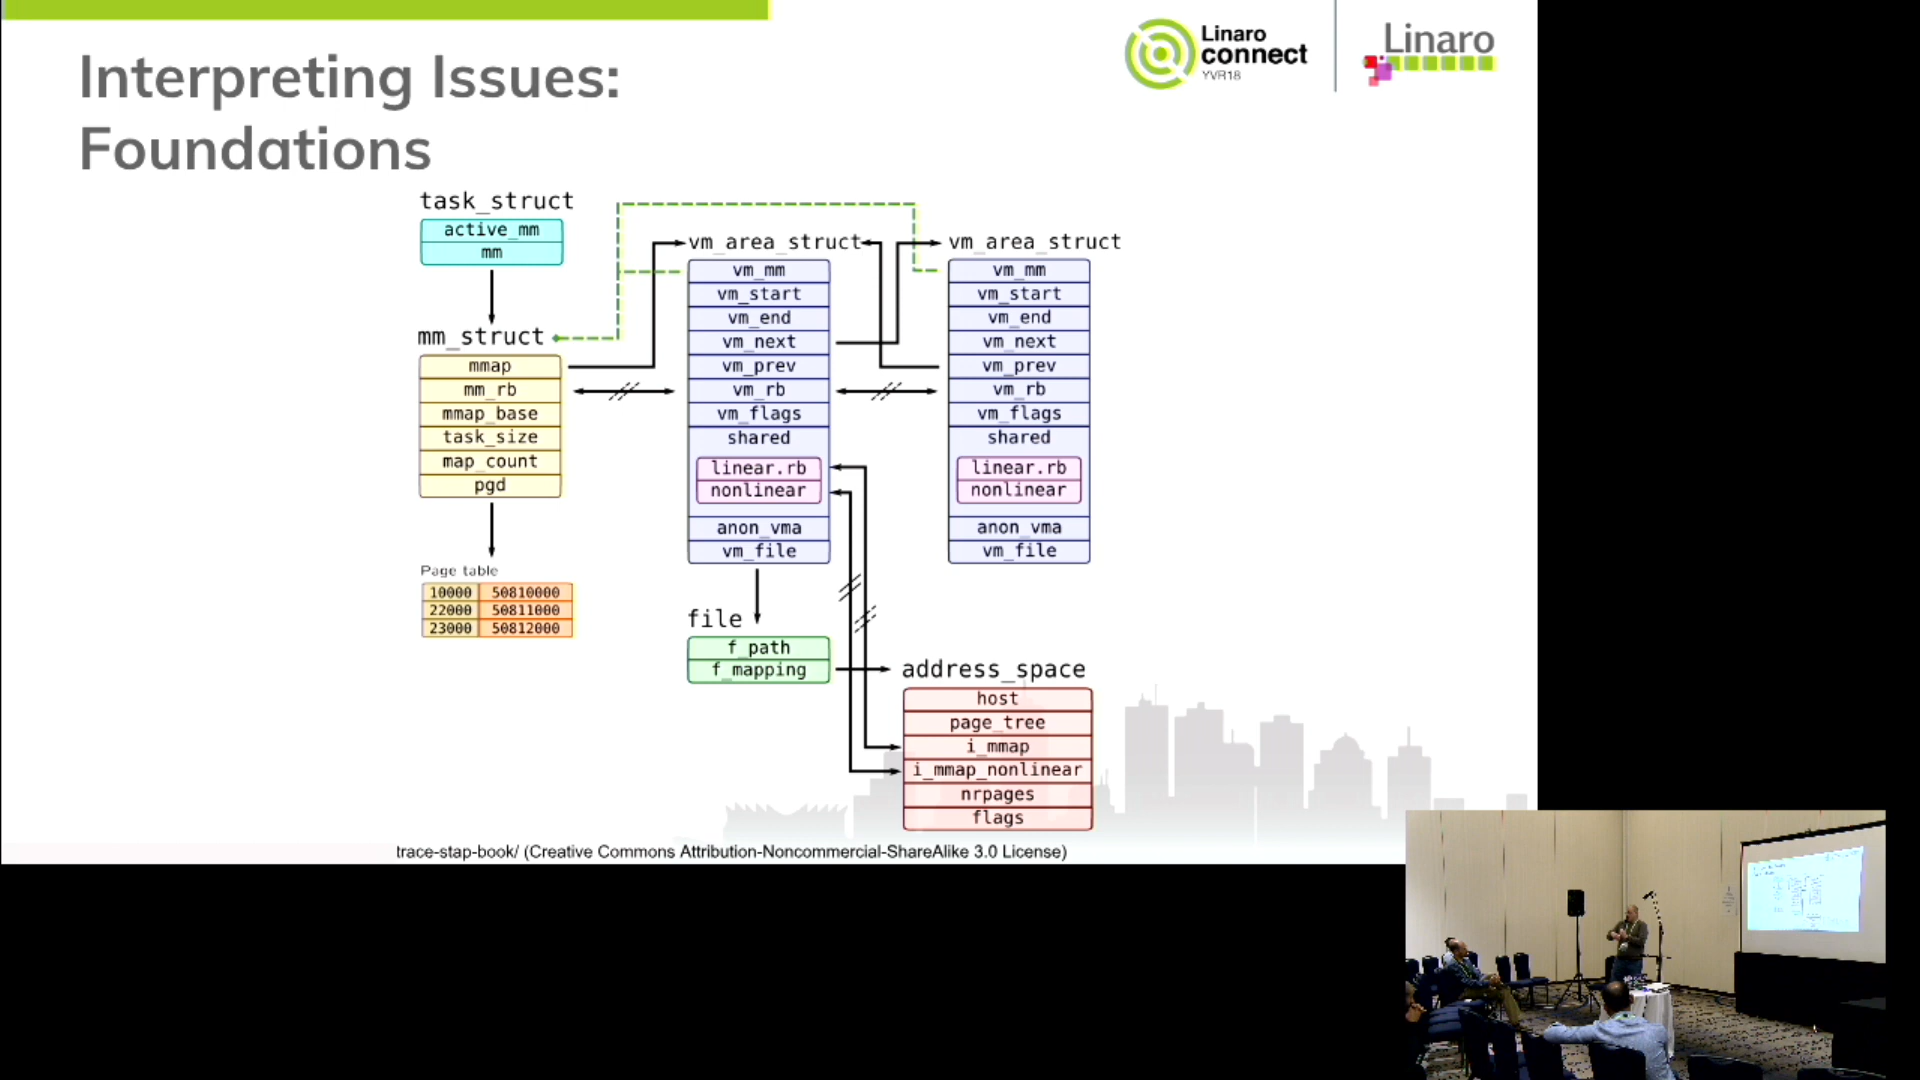 Interpreting Issues:
Foundations
Linaro
connect
YVR18
Linaro
task_struct
active_mm
mm
mm_struct
mmap
mm_rb
mmap_base
task_size
map_count
pgd
Page table
10000 50810000
22000 50811000
23000 50812000
vm_area_struct
vm_mm
vm_start
vm_end
vm_next
vm_prev
vm_rb
vm_flags
shared
linear.rb
nonlinear
anon_vma
vm_file
vm_area_struct
vm_mm
vm_start
vm_end
vm_next
vm_prev
vm_rb
vm_flags
shared
linear.rb
nonlinear
anon_vma
vm_file
file
f_path
f_mapping
address_space
host
page_tree
i_mmap
i_mmap_nonlinear
nrpages
flags
trace-stap-book/ (Creative Commons Attribution-Noncommercial-ShareAlike 3.0 License)